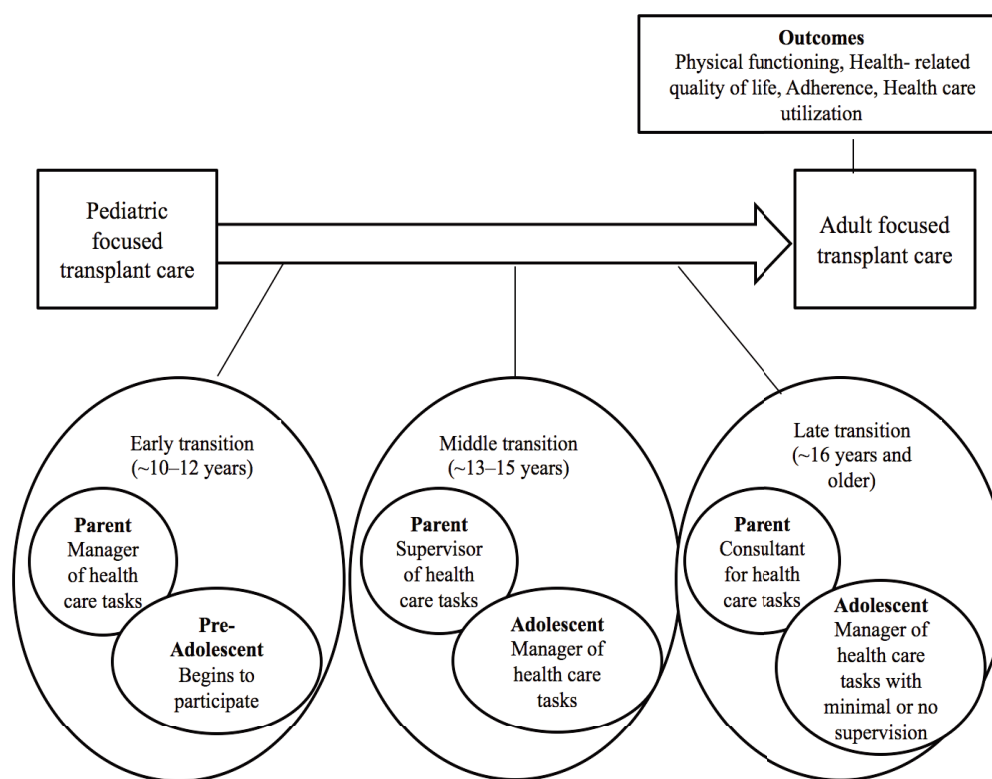 Outcomes
Physical functioning, Health- related
quality of life, Adherence, Health care
utilization
Pediatric
focused
transplant care
Adult focused
transplant care
Early transition
(~10–12 years)
Parent
Manager
of health
care tasks
Pre-
Adolescent
Begins to
participate
Middle transition
(~13–15 years)
Parent
Supervisor
of health
care tasks
Adolescent
Manager of
health care
tasks
Late transition
(~16 years and
older)
Parent
Consultant
for health
care tasks
Adolescent
Manager of
health care
tasks with
minimal or no
supervision